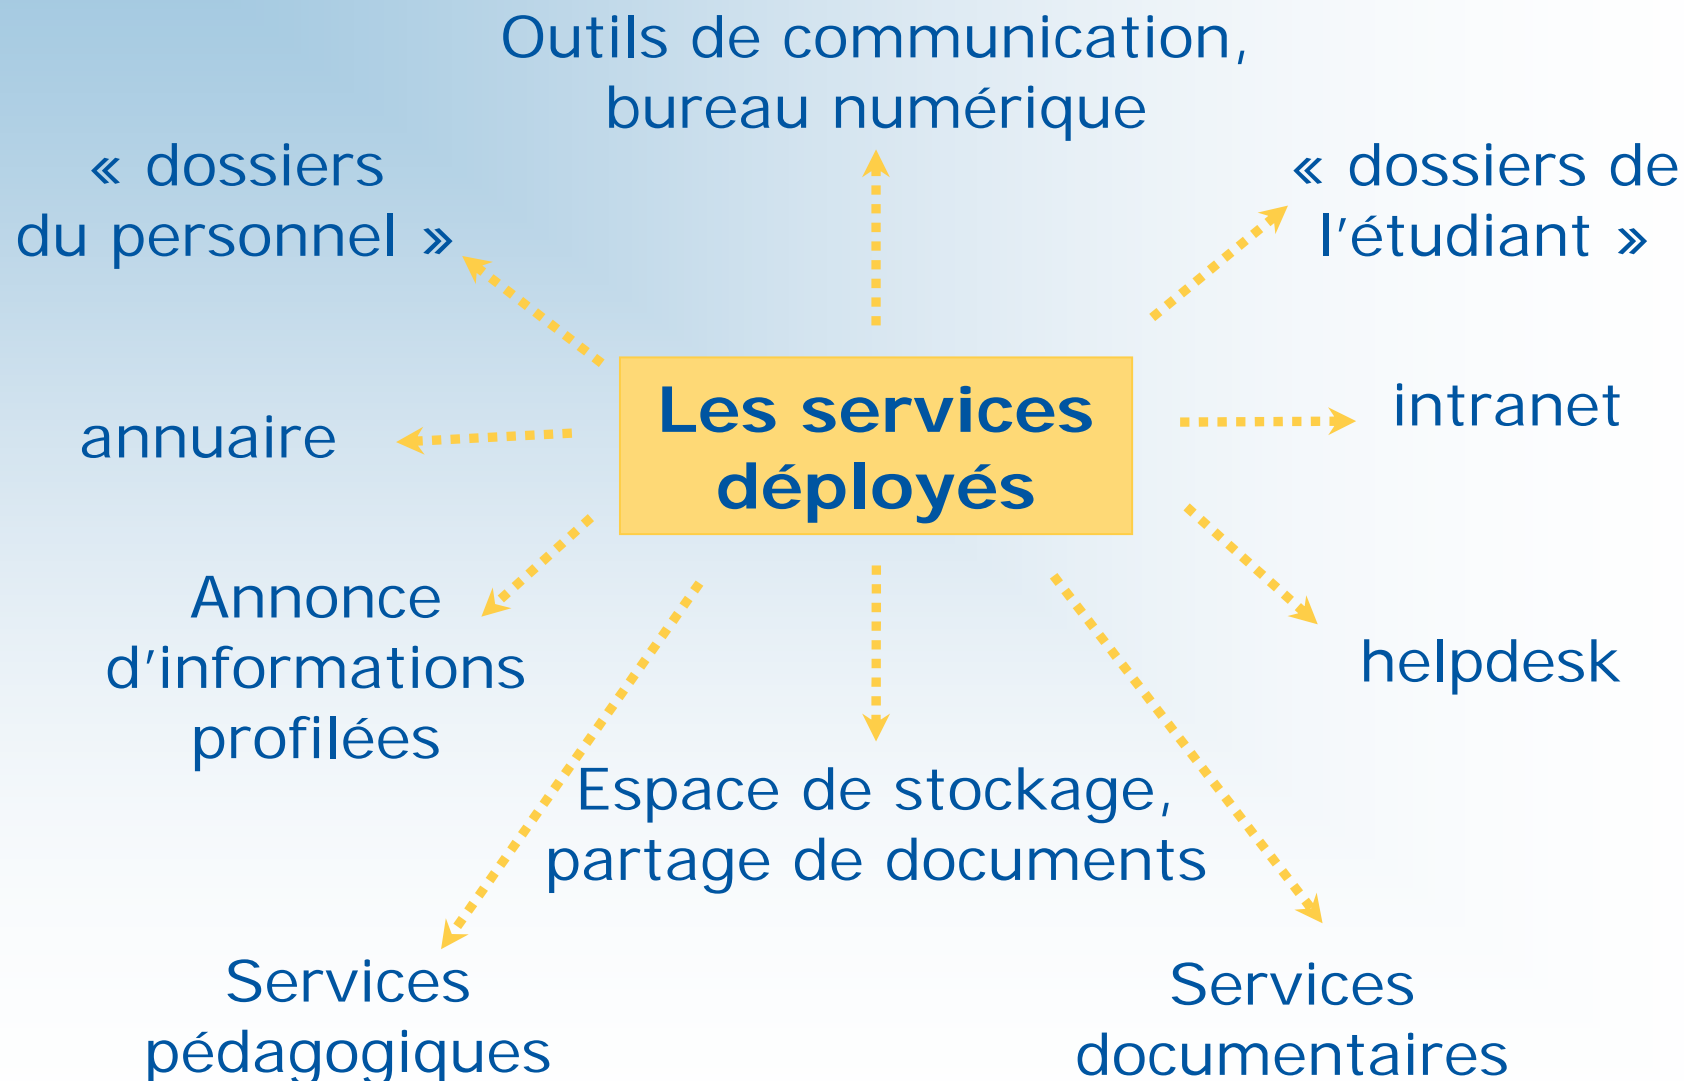 Outils de communication,
bureau numérique
« dossiers
du personnel »
« dossiers de
l'étudiant »
Les services
déployés
annuaire
intranet
Annonce
d'informations
profilées
helpdesk
Espace de stockage,
partage de documents
Services
pédagogiques
Services
documentaires